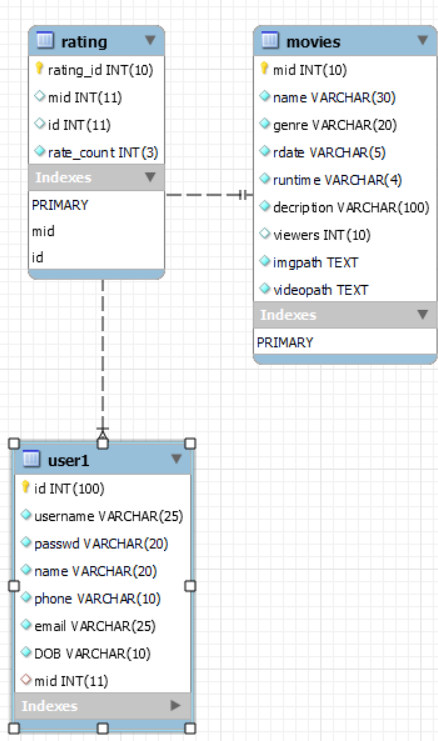 rating
rating_id INT(10)
mid INT(11)
id INT(11)
rate_count INT(3)
Indexes
PRIMARY
mid
id
movies
mid INT(10)
name VARCHAR(30)
genre VARCHAR(20)
rdate VARCHAR(5)
runtime VARCHAR(4)
decription VARCHAR(100)
viewers INT(10)
imgpath TEXT
videopath TEXT
Indexes
PRIMARY
user1
id INT(100)
username VARCHAR(25)
passwd VARCHAR(20)
name VARCHAR(20)
phone VARCHAR(10)
email VARCHAR(25)
DOB VARCHAR(10)
mid INT(11)
Indexes